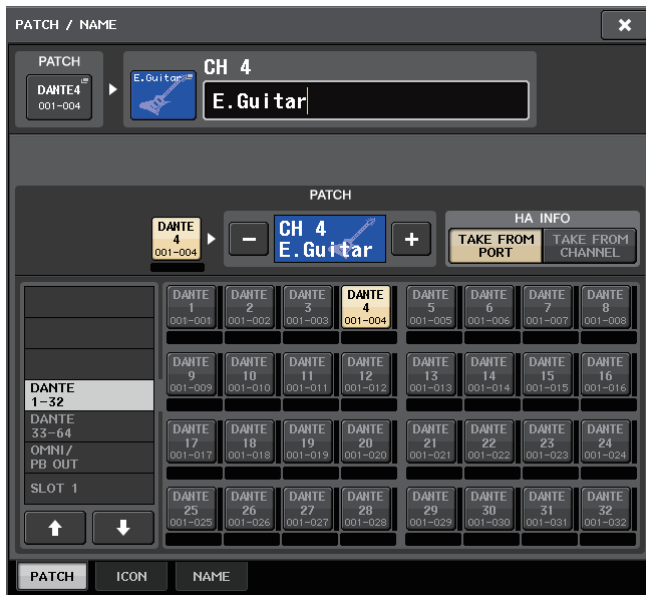 PATCH / NAME
PATCH
DANTE4
001-004
E.Guitar
CH 4
E.Guitar
PATCH
DANTE
4
001-004
CH 4
E.Guitar
HA INFO
TAKE FROM PORT
TAKE FROM CHANNEL
DANTE 1-32
DANTE 33-64
OMNI/ PB OUT
SLOT 1
DANTE 1 001-001
DANTE 2 001-002
DANTE 3 001-003
DANTE 4 001-004
DANTE 5 001-005
DANTE 6 001-006
DANTE 7 001-007
DANTE 8 001-008
DANTE 9 001-009
DANTE 10 001-010
DANTE 11 001-011
DANTE 12 001-012
DANTE 13 001-013
DANTE 14 001-014
DANTE 15 001-015
DANTE 16 001-016
DANTE 17 001-017
DANTE 18 001-018
DANTE 19 001-019
DANTE 20 001-020
DANTE 21 001-021
DANTE 22 001-022
DANTE 23 001-023
DANTE 24 001-024
DANTE 25 001-025
DANTE 26 001-026
DANTE 27 001-027
DANTE 28 001-028
DANTE 29 001-029
DANTE 30 001-030
DANTE 31 001-031
DANTE 32 001-032
PATCH
ICON
NAME